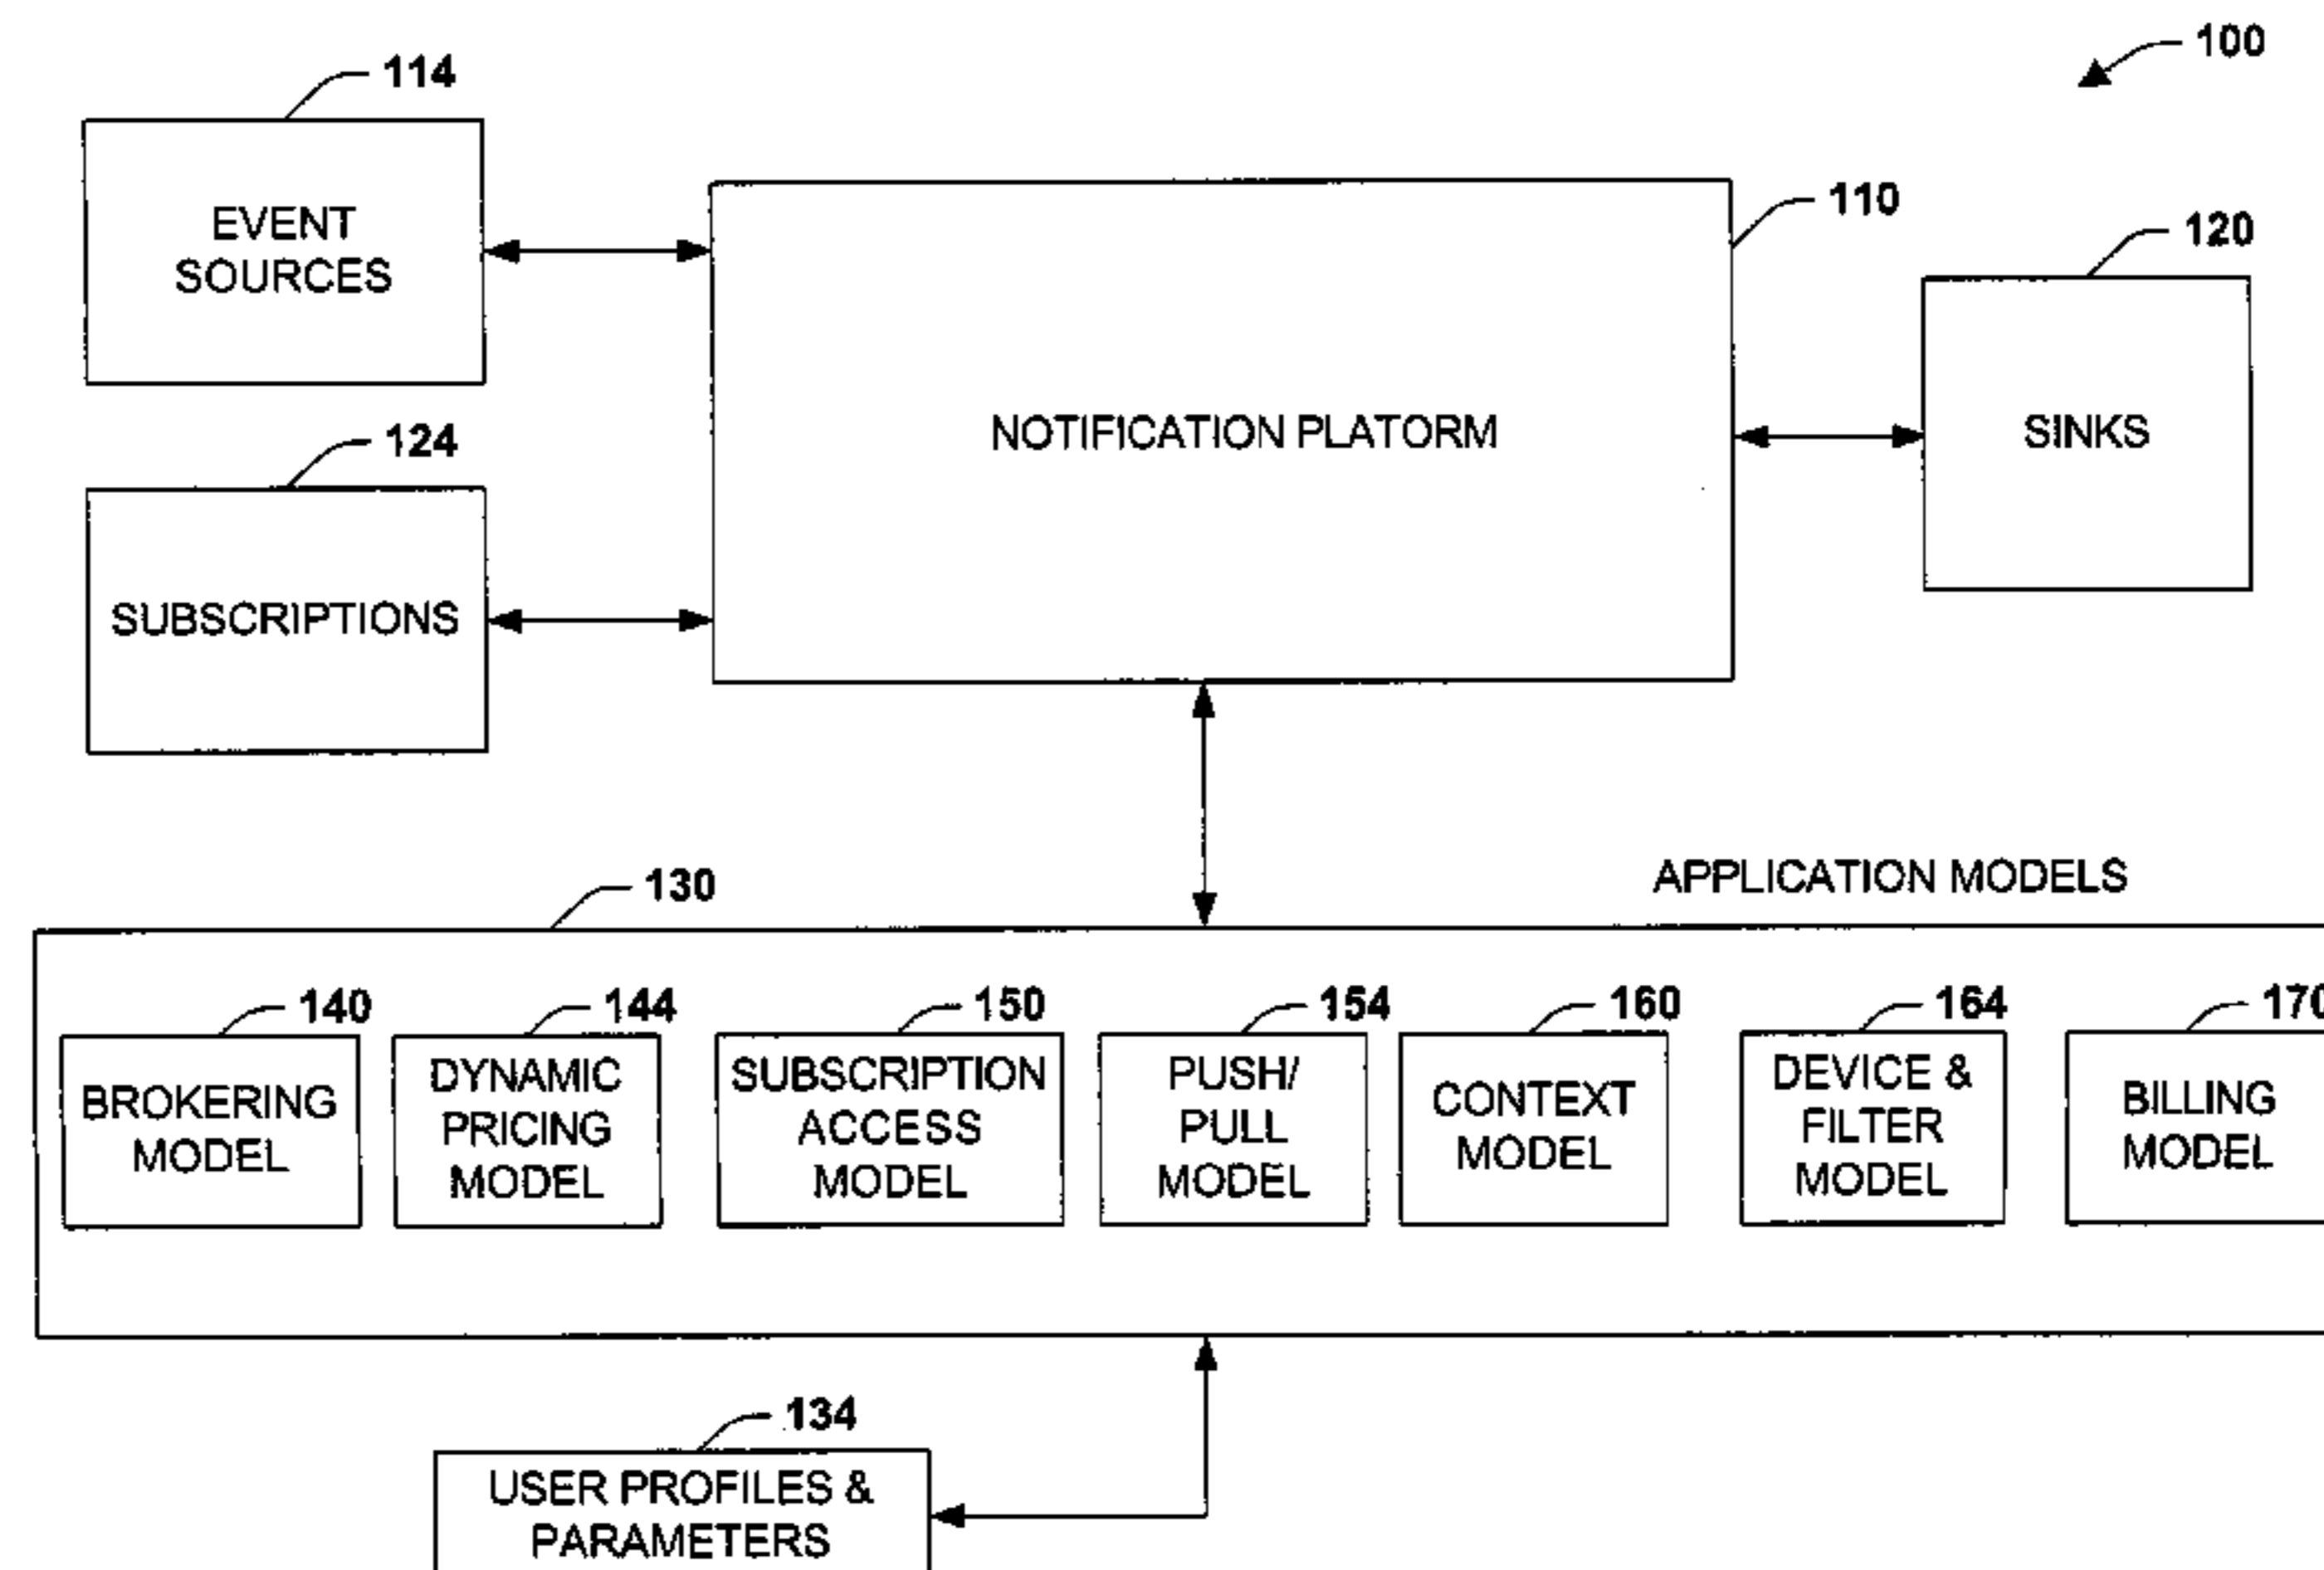 100
114
EVENT
SOURCES
110
120
NOTIFICATION PLATORM
SINKS
124
SUBSCRIPTIONS
APPLICATION MODELS
130
140
BROKERING
MODEL
144
DYNAMIC
PRICING
MODEL
150
SUBSCRIPTION
ACCESS
MODEL
154
PUSH/
PULL
MODEL
160
CONTEXT
MODEL
164
DEVICE &
FILTER
MODEL
170
BILLING
MODEL
134
USER PROFILES &
PARAMETERS